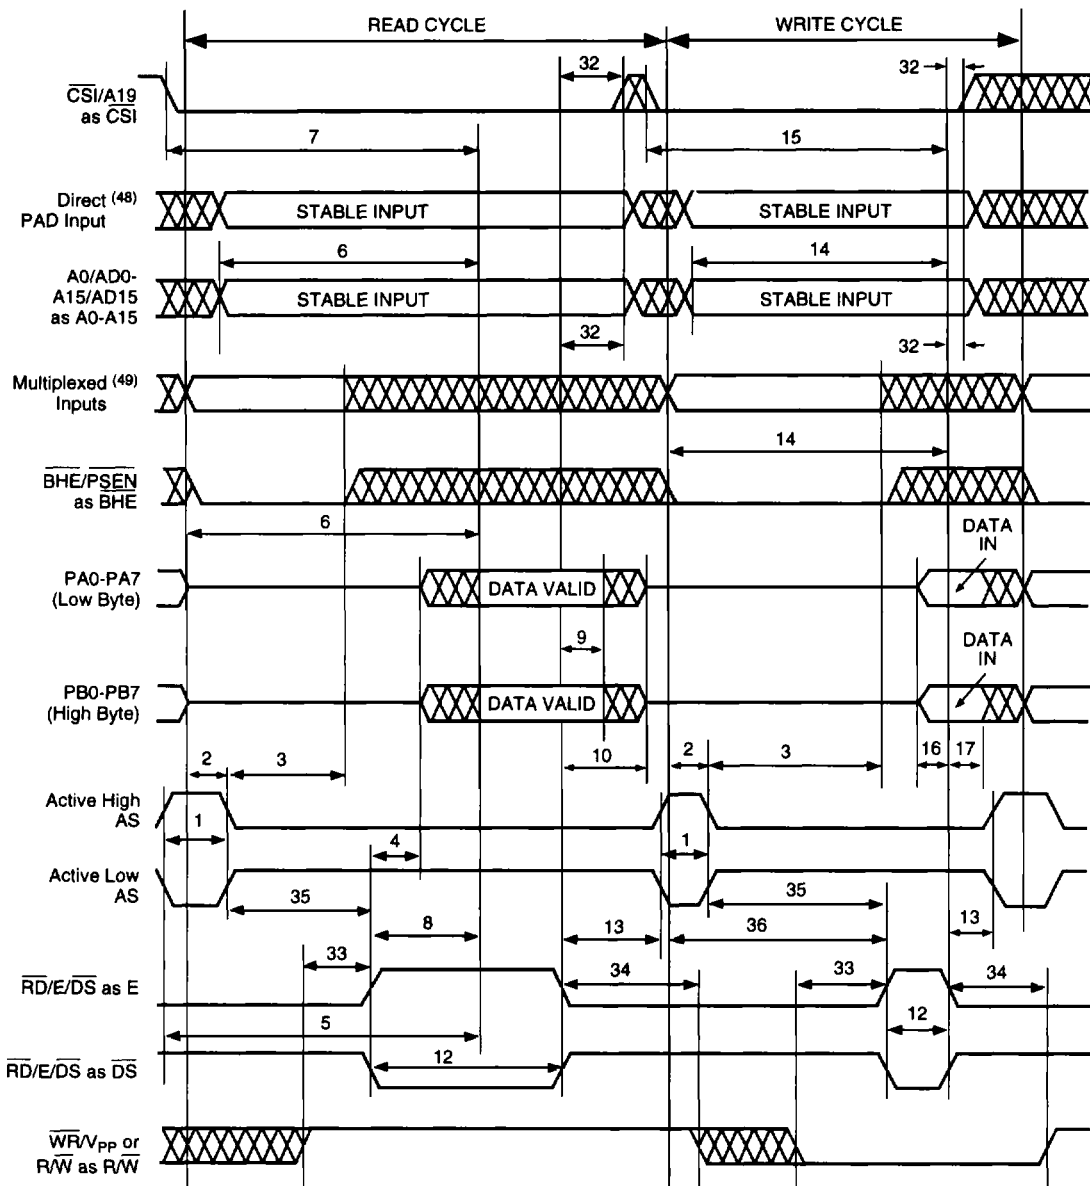 READ CYCLE WRITE CYCLE
32 32
CSI/A19
as CSI
7 15
Direct (48)
PAD Input
STABLE INPUT STABLE INPUT
6 14
A0/AD0-
A15/AD15
as A0-A15
STABLE INPUT STABLE INPUT
32 32
Multiplexed (49)
Inputs
14
BHE/PSEN
as BHE
6
DATA
IN
PA0-PA7
(Low Byte)
DATA VALID
9
DATA
IN
PB0-PB7
(High Byte)
DATA VALID
2 3 10 2 3 16 17
Active High
AS
1 4 1
Active Low
AS
35 35
8 13 36 13
33 34 33 34
RD/E/DS as E
5 12
RD/E/DS as DS
12
WR/VPP or
R/W as R/W